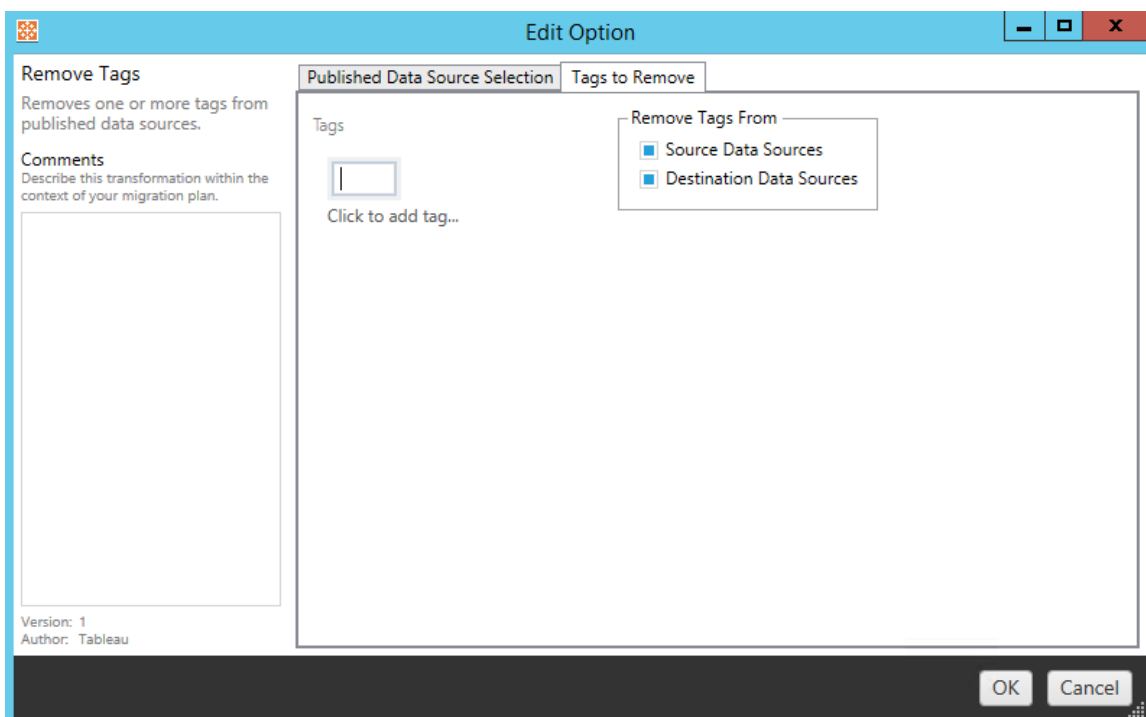 Edit Option
Remove Tags
Removes one or more tags from
published data sources.
Comments
Describe this transformation within the
context of your migration plan.
Version: 1
Author: Tableau
Published Data Source Selection
Tags to Remove
Tags
Click to add tag...
Remove Tags From
Source Data Sources
Destination Data Sources
OK
Cancel